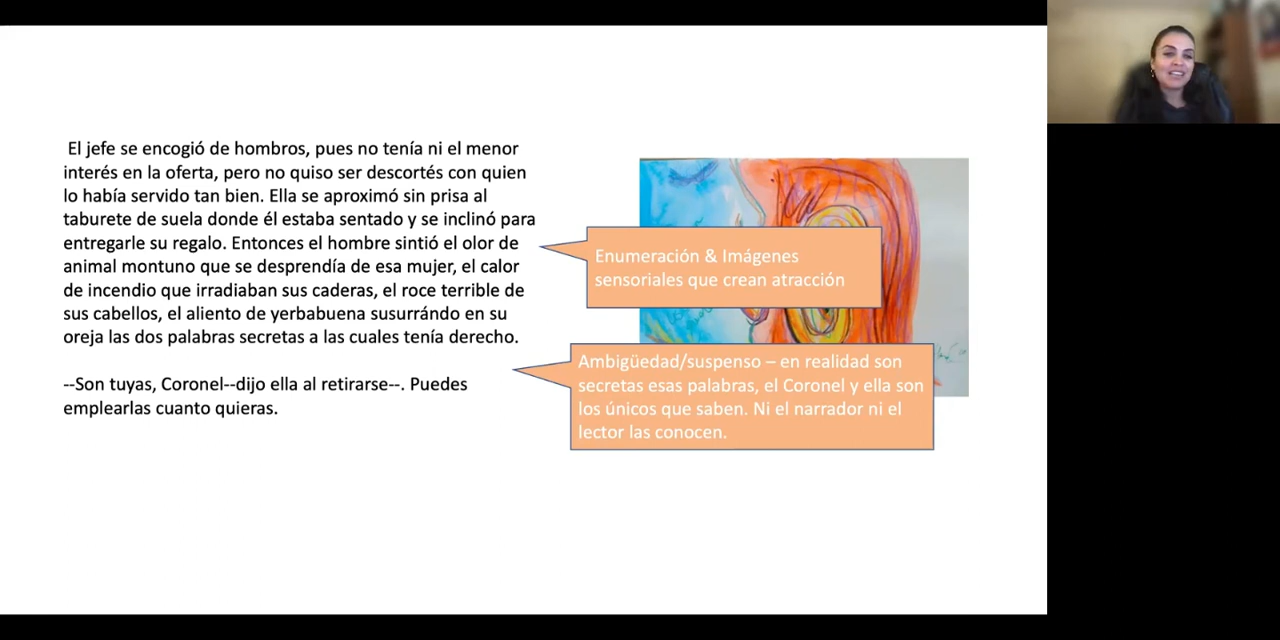 El jefe se encogió de hombros, pues no tenía ni el menor
interés en la oferta, pero no quiso ser descortés con quien
lo había servido tan bien. Ella se aproximó sin prisa al
taburete de suela donde él estaba sentado y se inclinó para
entregarle su regalo. Entonces el hombre sintió el olor de
animal montuno que se desprendía de esa mujer, el calor
de incendio que irradiaban sus caderas, el roce terrible de
sus cabellos, el aliento de yerbabuena susurrándo en su
oreja las dos palabras secretas a las cuales tenía derecho.
--Son tuyas, Coronel--dijo ella al retirarse--. Puedes
emplearlas cuanto quieras.
Enumeración & Imágenes
sensoriales que crean atracción
Ambigüedad/suspenso – en realidad son
secretas esas palabras, el Coronel y ella son
los únicos que saben. Ni el narrador ni el
lector las conocen.